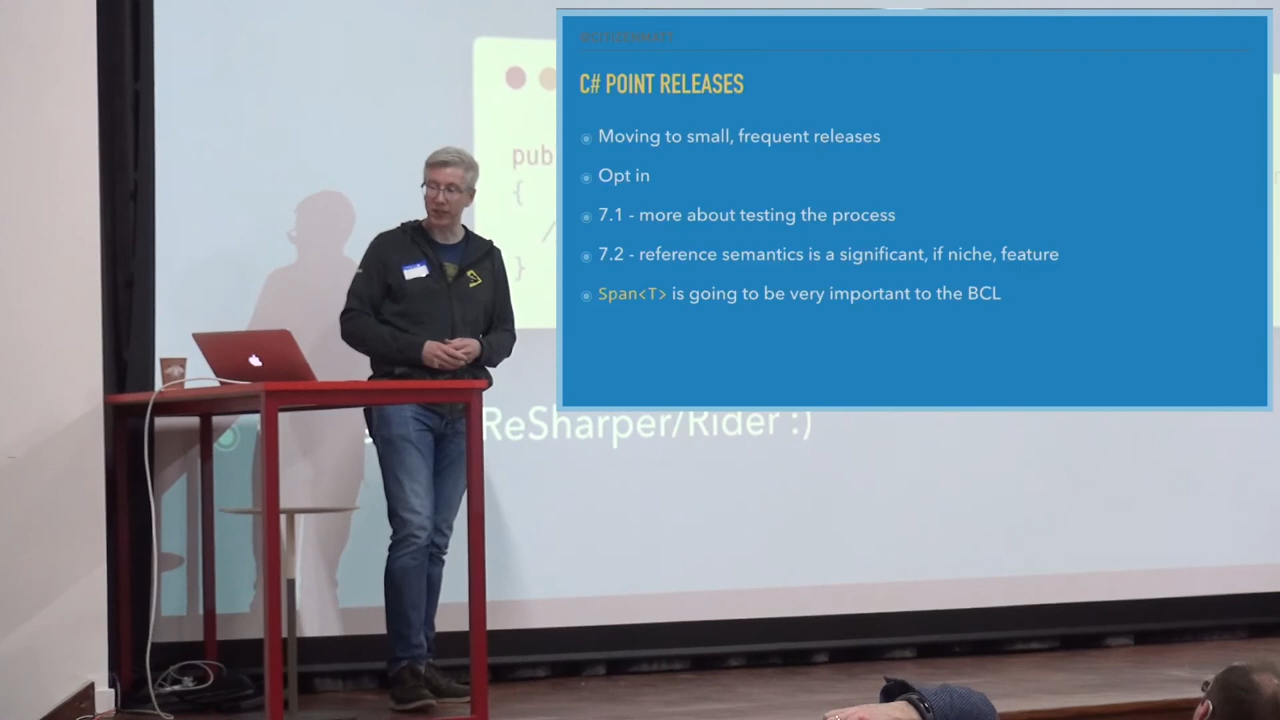 @CITIZENMATT
C# POINT RELEASES
Moving to small, frequent releases
Opt in
7.1 - more about testing the process
7.2 - reference semantics is a significant, if niche, feature
Span<T> is going to be very important to the BCL
pub
{
/
}
ReSharper/Rider :)